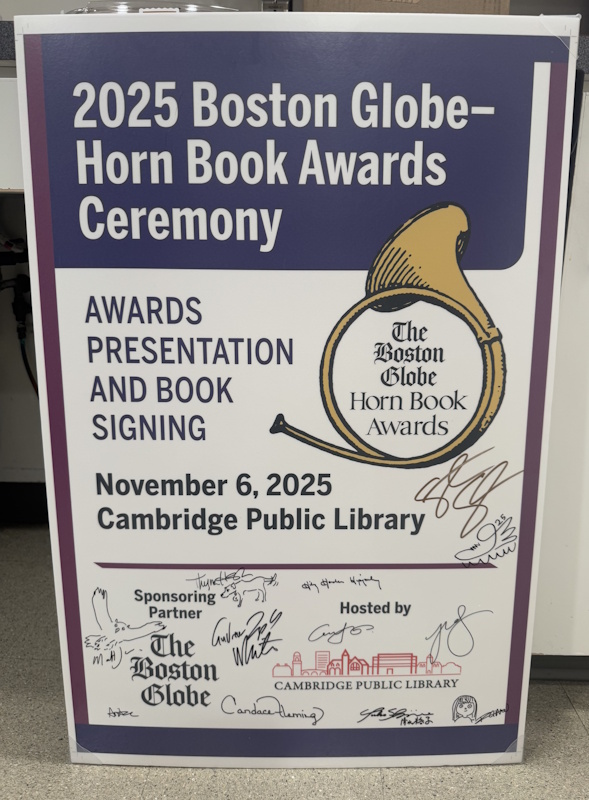 2025 Boston Globe–
Horn Book Awards
Ceremony
AWARDS
PRESENTATION
AND BOOK
SIGNING
The
Boston
Globe
Horn Book
Awards
November 6, 2025
Cambridge Public Library
Sponsoring
Partner
The
Boston
Globe
Hosted by
CAMBRIDGE PUBLIC LIBRARY
Candace Fleming